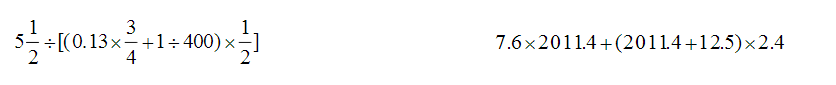 5 1/2 ÷[(0.13× 3/4 +1÷400)× 1/2 ] 7.6×2011.4+(2011.4+12.5)×2.4